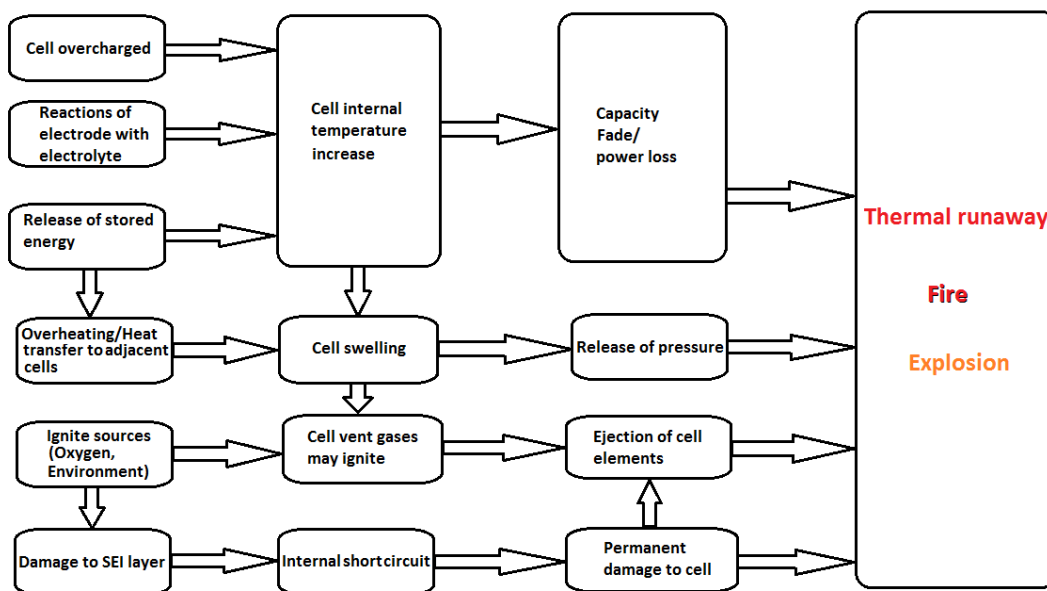 Cell overcharged
Reactions of
electrode with
electrolyte
Release of stored
energy
Overheating/Heat
transfer to adjacent
cells
Ignite sources
(Oxygen,
Environment)
Damage to SEI layer
Cell internal
temperature
increase
Cell swelling
Cell vent gases
may ignite
Internal short circuit
Capacity
Fade/
power loss
Release of pressure
Ejection of cell
elements
Permanent
damage to cell
Thermal runaway
Fire
Explosion